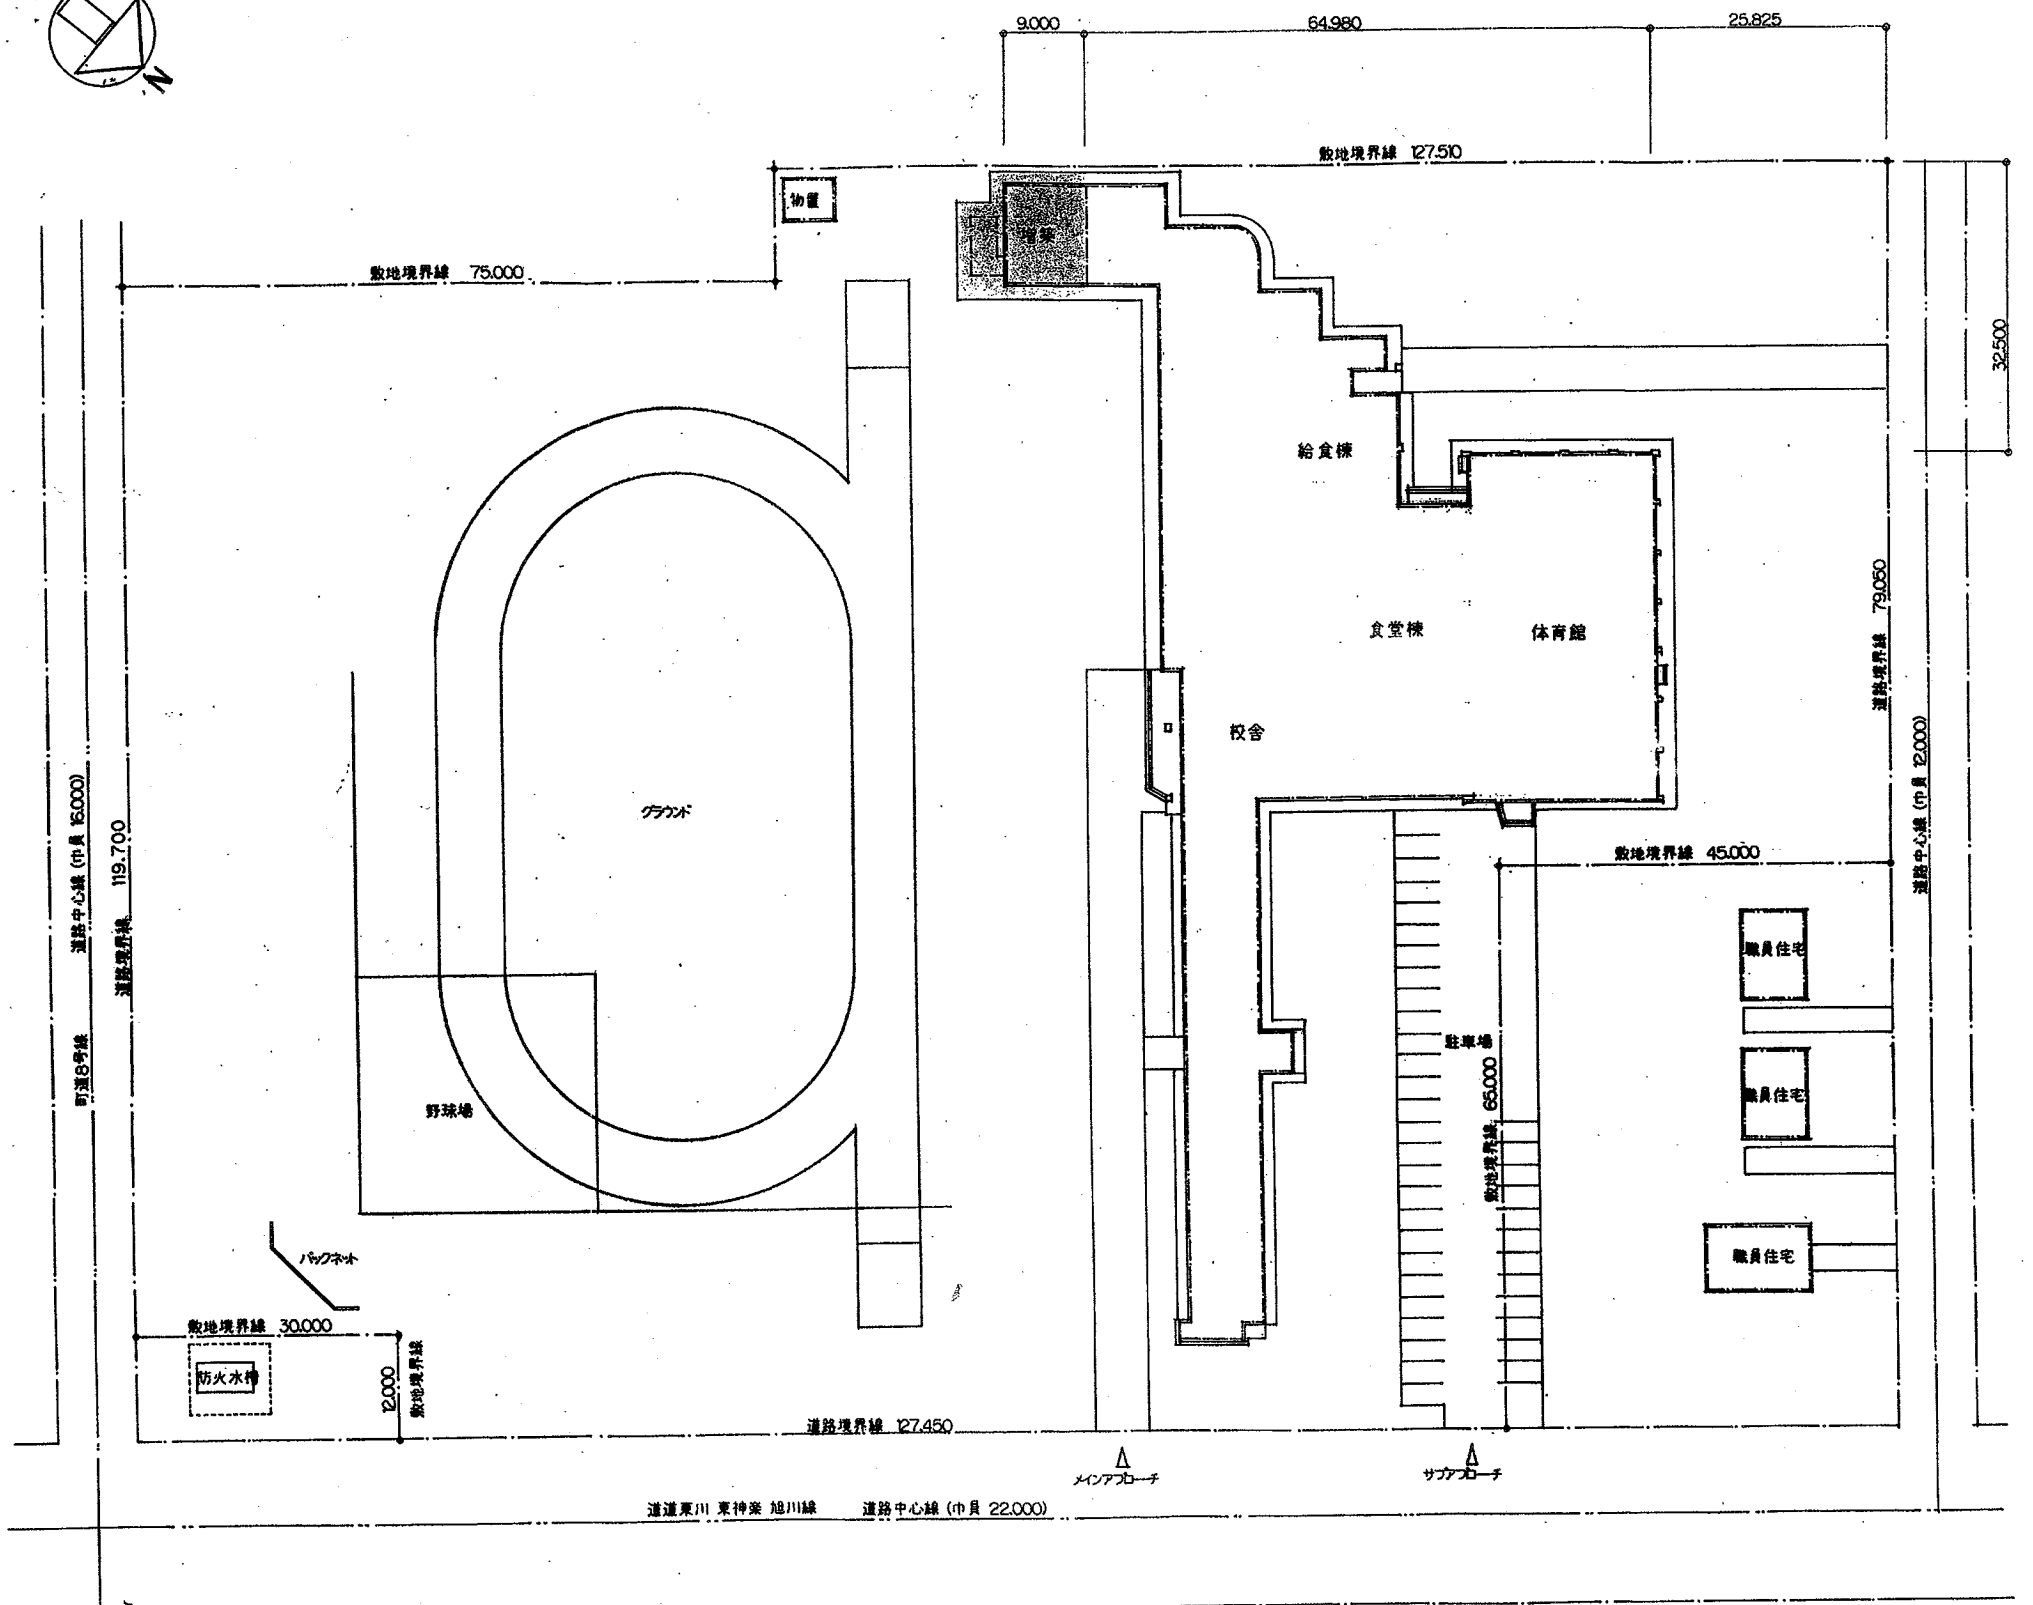 N
9.000
64.980
25.825
敷地境界線 127.510
物置
増築
敷地境界線 75.000
32.500
給食棟
食堂棟
体育館
道路境界線 79.050
校舎
道路中心線 (巾員 12.000)
グラウンド
道路中心線 (巾員 16.000)
道路境界線 119.700
町道8号線
敷地境界線 45.000
職員住宅
駐車場
敷地境界線 65.000
職員住宅
野球場
職員住宅
バックネット
敷地境界線 30.000
防火水槽
12.000
敷地境界線
道路境界線 127.450
メインアプローチ
サブアプローチ
道道東川 東神楽 旭川線 道路中心線 (巾員 22.000)